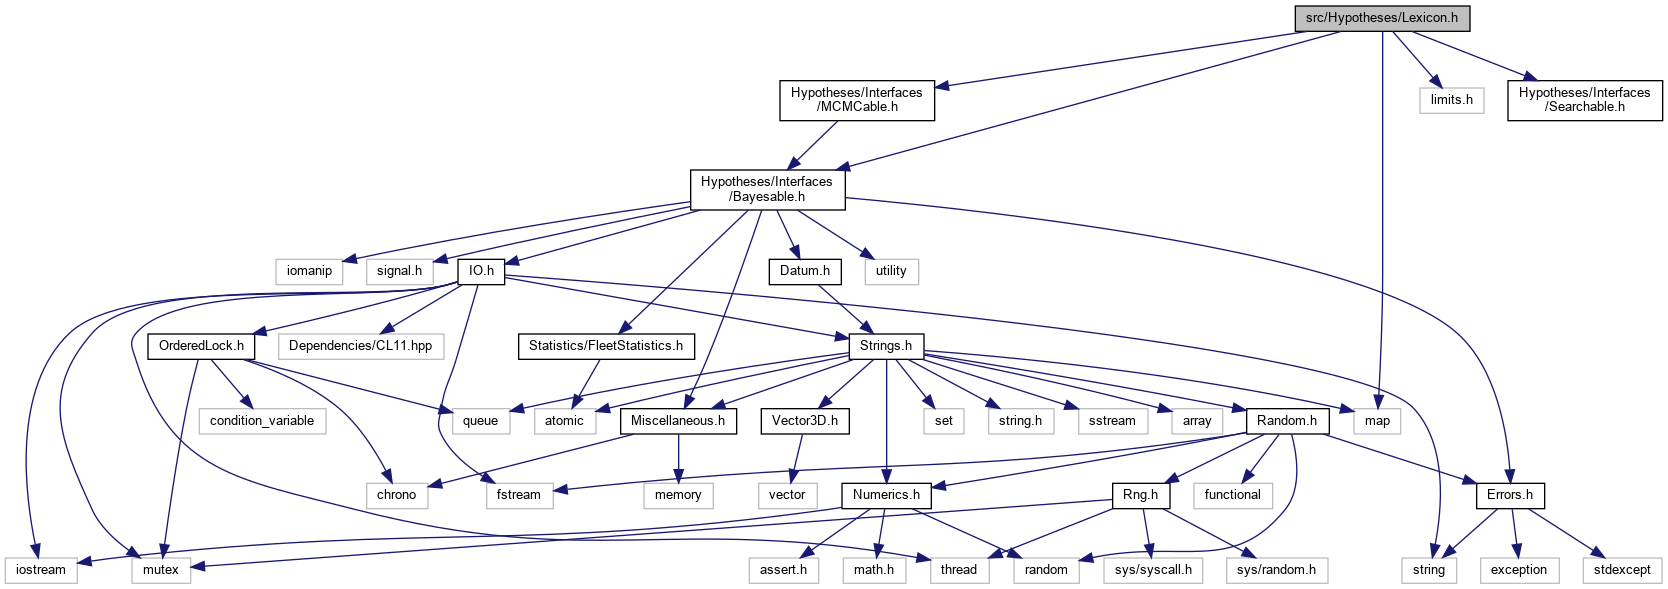 src/Hypotheses/Lexicon.h
Hypotheses/Interfaces
/MCMCable.h
limits.h
Hypotheses/Interfaces
/Searchable.h
Hypotheses/Interfaces
/Bayesable.h
iomanip
signal.h
IO.h
Datum.h
utility
OrderedLock.h
Dependencies/CL11.hpp
Statistics/FleetStatistics.h
Strings.h
condition_variable
queue
atomic
Miscellaneous.h
Vector3D.h
set
string.h
sstream
array
Random.h
map
chrono
fstream
memory
vector
Numerics.h
Rng.h
functional
Errors.h
iostream
mutex
assert.h
math.h
thread
random
sys/syscall.h
sys/random.h
string
exception
stdexcept